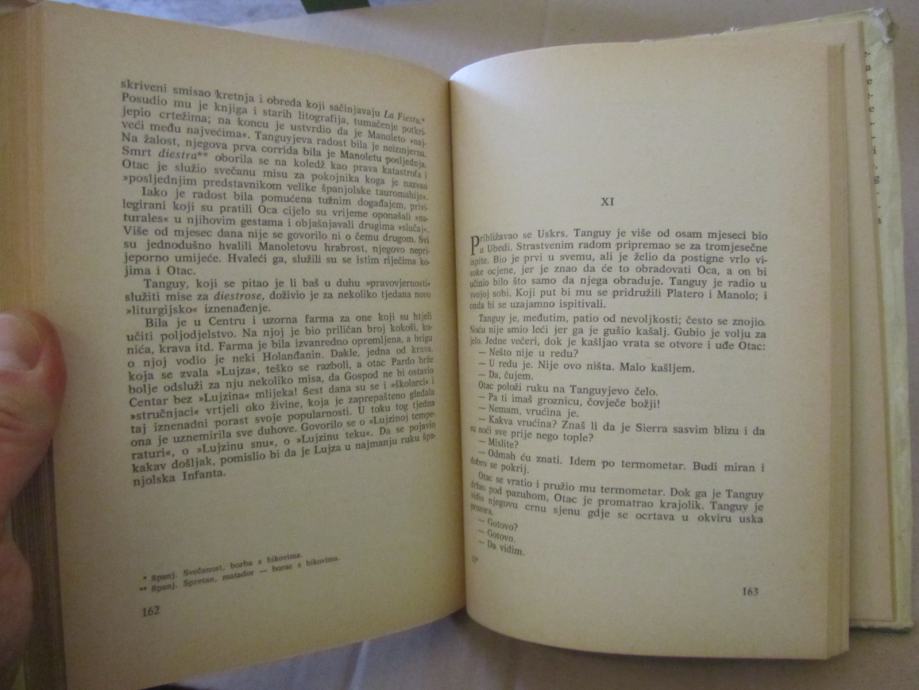 skriveni smisao kretnja i obreda koji sačinjavaju La Fiesta.*
Posudio mu je knjiga i starih litografija, tumačenje potkri-
jepio crtežima; na koncu je ustvrdio da je Manoleto »naj-
veći među najvećima«. Tanguyjeva radost bila je neizmjerna.
Na žalost, njegova prva corrida bila je Manoletu posljednja.
Smrt diestra** oborila se na koledž kao prava katastrofa i
Otac je služio svečanu misu za pokojnika koga je nazvao
»posljednjim predstavnikom velike španjolske tauromahije«.
Iako je radost bila pomućena tužnim događajem, privi-
legirani koji su pratili Oca cijelo su vrijeme oponašali »na-
turales« u njihovim gestama i objašnjavali drugima »slučaj«.
Više od mjesec dana nije se govorilo ni o čemu drugom. Svi
su jednodušno hvalili Manoletovu hrabrost, njegovo nepri-
jeporno umijeće. Hvaleći ga, služili su se istim riječima ko-
jima i Otac.
Tanguy, koji se pitao je li baš u duhu »pravovjernosti«
služiti mise za diestrose, doživio je za nekoliko tjedana novo
»liturgijsko« iznenađenje.
Bila je u Centru i uzorna farma za one koji su htjeli
učiti poljodjelstvo. Na njoj je bio priličan broj kokoši, ku-
nića, krava itd. Farma je bila izvanredno opremljena, a brigu
o njoj vodio je neki Holanđanin. Dakle, jedna od krava,
koja se zvala »Lujza«, teško se razboli, a otac Pardo brže
bolje odsluži za nju nekoliko misa, da Gospod ne bi ostavio
Centar bez »Lujzina« mlijeka! Šest dana su se i »školarci« i
»stručnjaci« vrtjeli oko živine, koja je zaprepašteno gledala
taj iznenadni porast svoje popularnosti. U toku tog tjedna
ona je uznemirila sve duhove. Govorilo se o »Lujzinoj tempe-
raturi«, o »Lujzinu snu«, o »Lujzinu teku«. Da se pojavio
kakav došljak, pomislio bi da je Lujza u najmanju ruku špa-
njolska Infanta.
* Španj. Svečanost, borba s bikovima.
** Španj. Spretan, matador — borac s bikovima.
162
XI
Približavao se Uskrs. Tanguy je više od osam mjeseci bio
u Ubedi. Strastvenim radom pripremao se za tromjesečne
ispite. Bio je prvi u svemu, ali je želio da postigne vrlo vi-
soke ocjene, jer je znao da će to obradovati Oca, a on bi
učinio bilo što samo da njega obraduje. Tanguy je radio u
svojoj sobi. Koji put bi mu se pridružili Platero i Manolo; i
onda bi se uzajamno ispitivali.
Tanguy je, međutim, patio od nevoljkosti; često se znojio.
Noću nije smio leći jer ga je gušio kašalj. Gubio je volju za
jelo. Jedne večeri, dok je kašljao vrata se otvore i uđe Otac:
— Nešto nije u redu?
— U redu je. Nije ovo ništa. Malo kašljem.
— Da, čujem.
Otac položi ruku na Tanguyjevo čelo.
— Pa ti imaš groznicu, čovječe božji!
— Nemam, vrućina je.
— Kakva vrućina? Znaš li da je Sierra sasvim blizu i da
su noći sve prije nego tople?
— Mislite?
— Odmah ću znati. Idem po termometar. Budi miran i
dobro se pokrij.
Otac se vratio i pružio mu termometar. Dok ga je Tanguy
držao pod pazuhom, Otac je promatrao krajolik. Tanguy je
vidio njegovu crnu sjenu gdje se ocrtava u okviru uska
prozora.
— Gotovo?
— Gotovo.
— Da vidim.
163